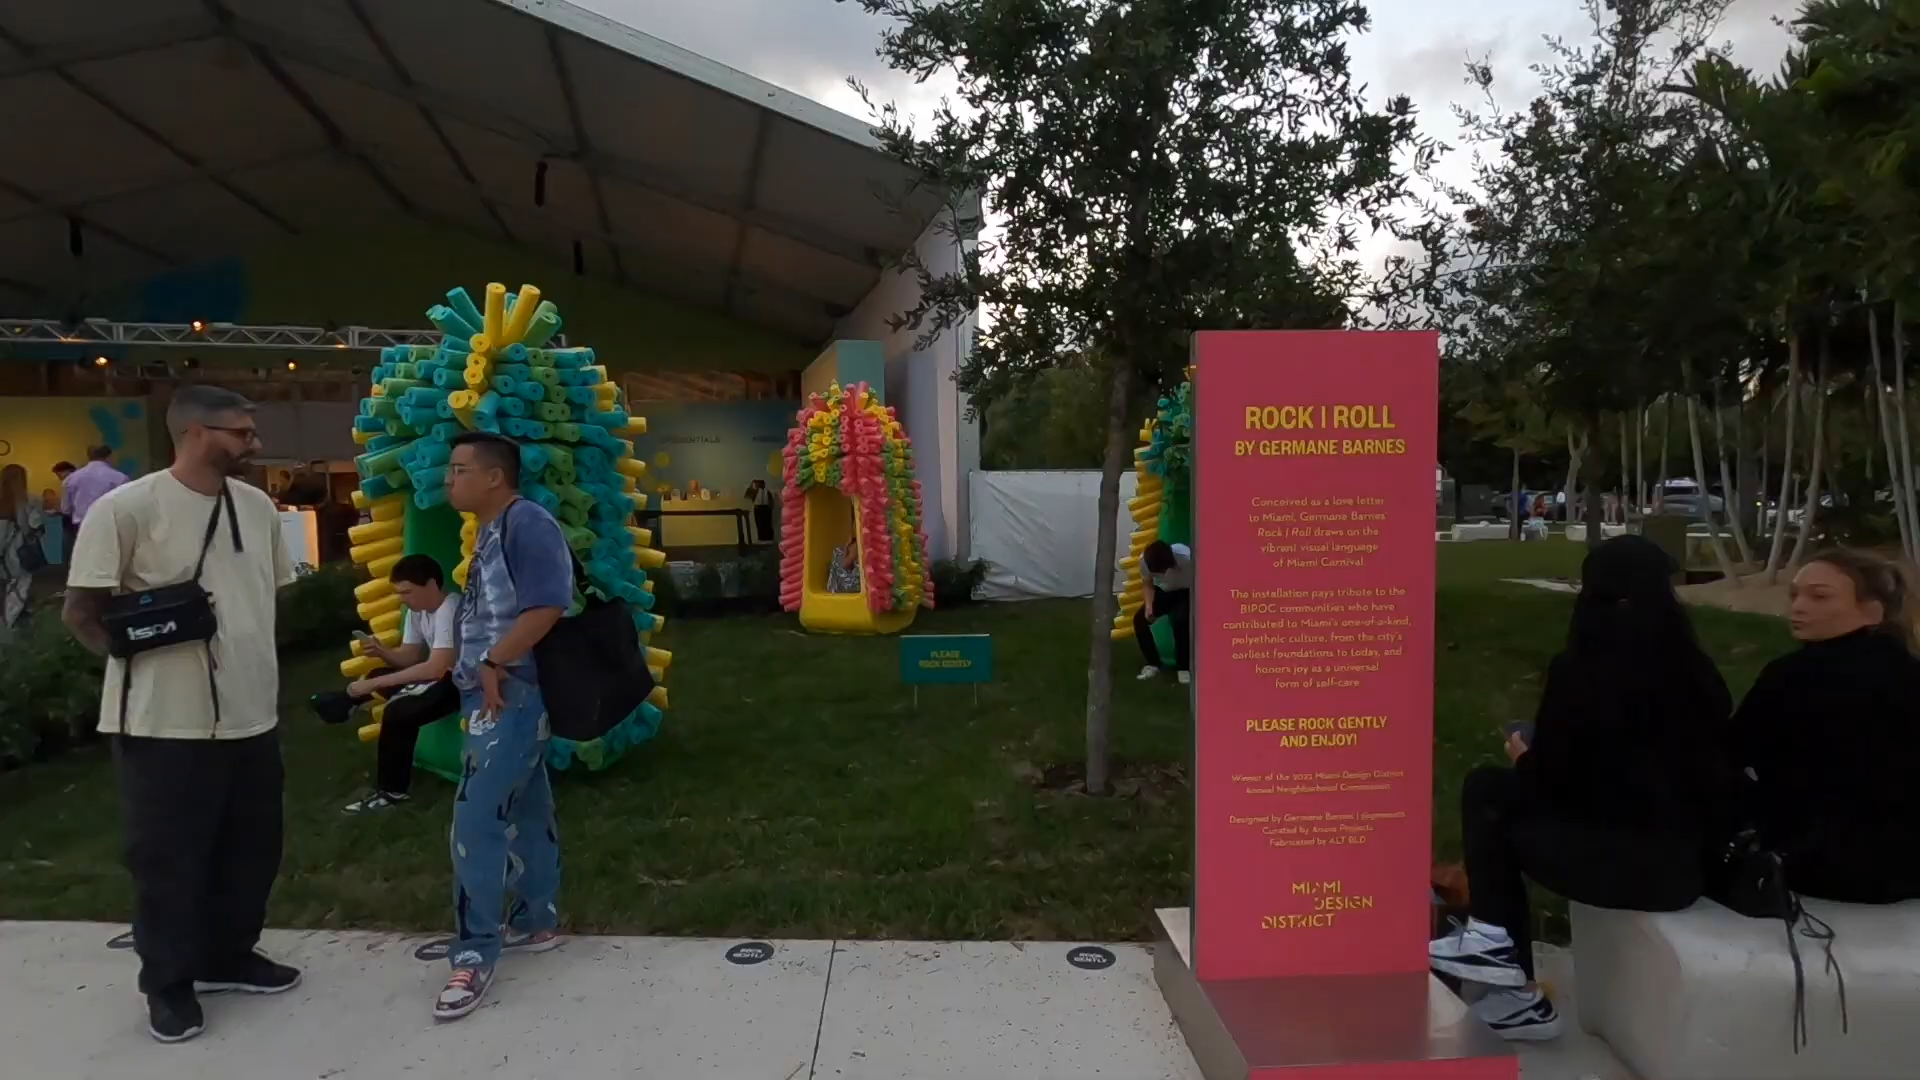 ROCK | ROLL
BY GERMANE BARNES
Conceived as a love letter
to Miami, Germane Barnes'
Rock | Roll draws on the
vibrant visual language
of Miami Carnival.
The installation pays tribute to the
BIPOC communities who have
contributed to Miami's one-of-a-kind,
polyethnic culture, from the city's
earliest foundations to today, and
honors joy as a universal
form of self-care
PLEASE ROCK GENTLY
AND ENJOY!
Winner of the 2022 Miami Design District
Annual Neighborhood Commission
Designed by Germane Barnes |
Curated by Anava Projects
Fabricated by ALT BLD
MIAMI
DESIGN
DISTRICT
PLEASE
ROCK GENTLY
ROCK
GENTLY
ROCK
GENTLY